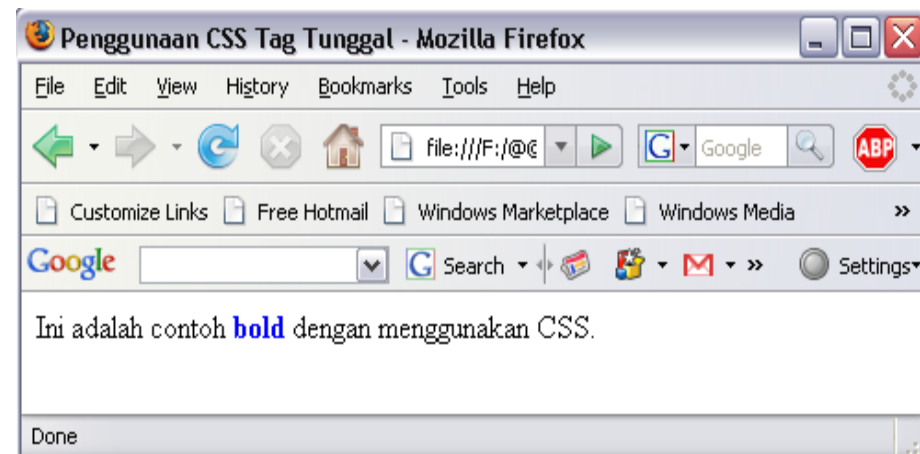 Penggunaan CSS Tag Tunggal - Mozilla Firefox
File Edit View History Bookmarks Tools Help
file:///F:/@ G Google ABP
Customize Links Free Hotmail Windows Marketplace Windows Media »
Google G Search » Settings
Ini adalah contoh bold dengan menggunakan CSS.
Done